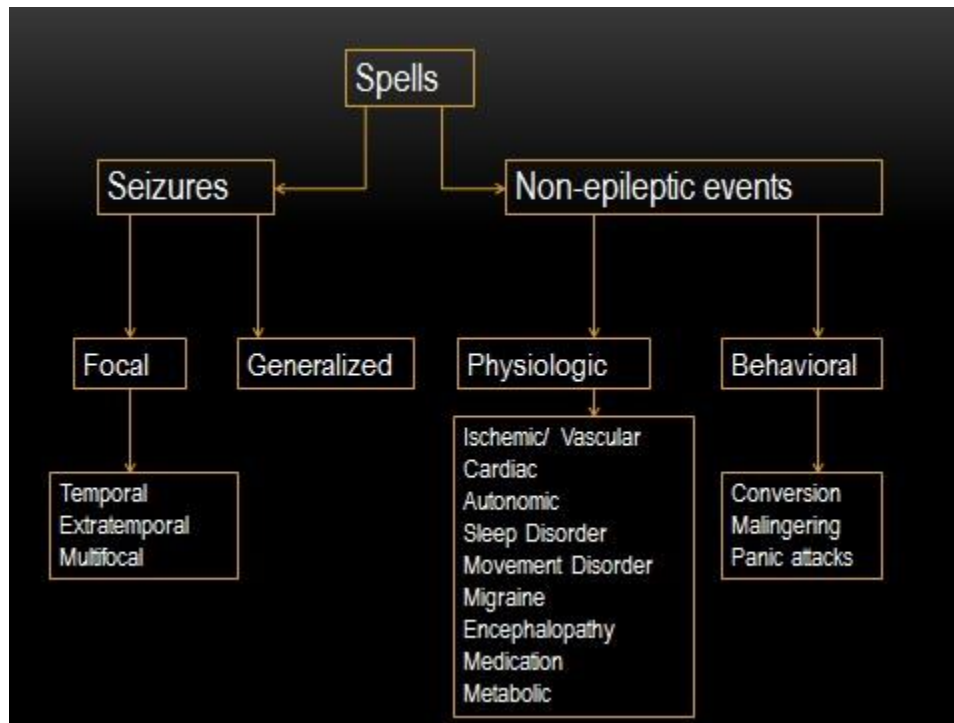 Spells
Seizures
Non-epileptic events
Focal
Generalized
Physiologic
Behavioral
Temporal
Extratemporal
Multifocal
Ischemic/ Vascular
Cardiac
Autonomic
Sleep Disorder
Movement Disorder
Migraine
Encephalopathy
Medication
Metabolic
Conversion
Malingering
Panic attacks